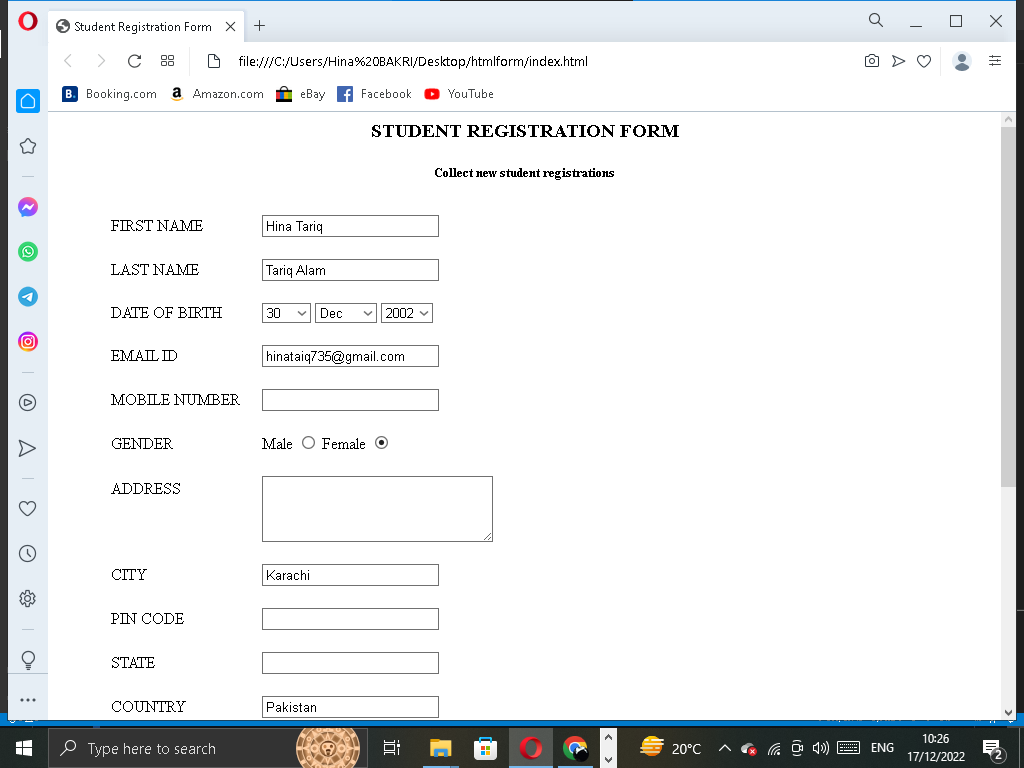 Student Registration Form
file:///C:/Users/Hina%20BAKRI/Desktop/htmlform/index.html
B. Booking.com a Amazon.com eBay Facebook YouTube
STUDENT REGISTRATION FORM
Collect new student registrations
FIRST NAME Hina Tariq
LAST NAME Tariq Alam
DATE OF BIRTH 30 Dec 2002
EMAIL ID hinataiq735@gmail.com
MOBILE NUMBER
GENDER Male Female
ADDRESS
CITY Karachi
PIN CODE
STATE
COUNTRY Pakistan
Type here to search 20°C ENG 10:26
17/12/2022 2